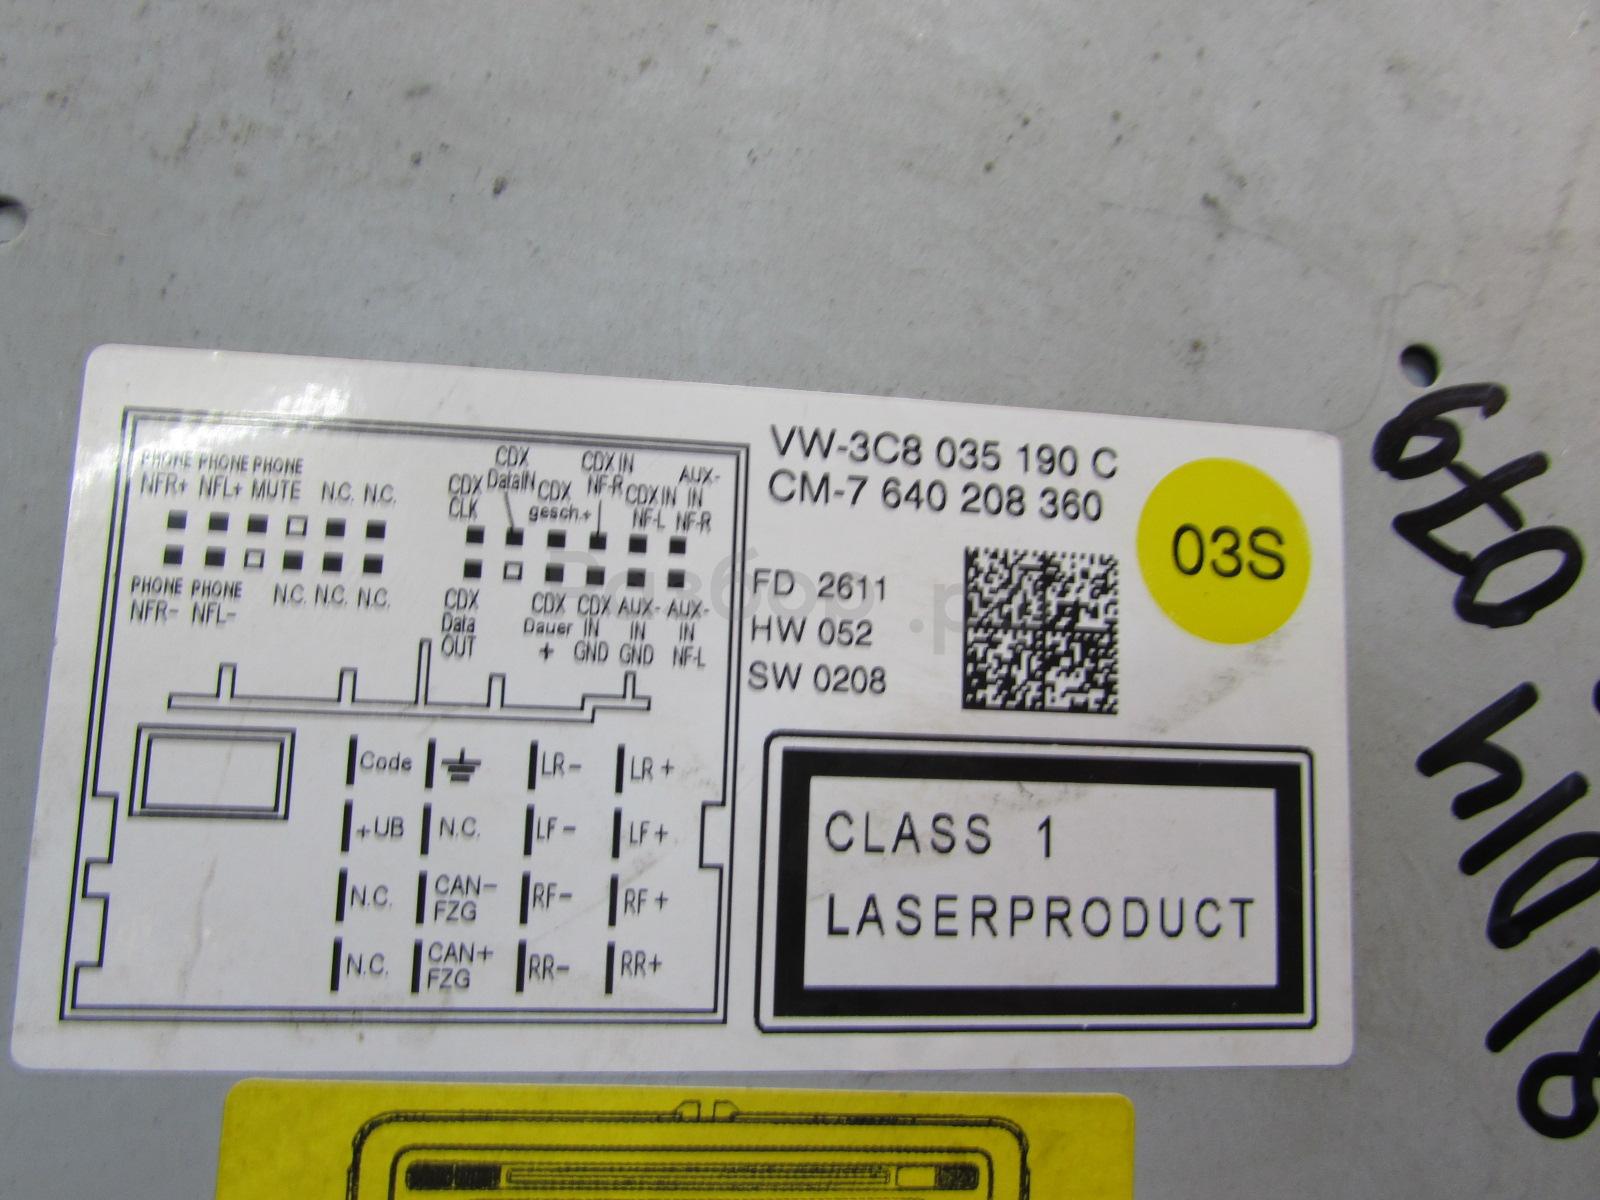 VW-3C8 035 190 C
CM-7 640 208 360
03S
FD 2611
HW 052
SW 0208
CLASS 1
LASERPRODUCT
PHONE PHONE PHONE
NFR+ NFL+ MUTE N.C. N.C.
PHONE PHONE
NFR- NFL- N.C. N.C. N.C.
CDX
CLK
CDX
DataIN
CDX
gesch.+
CDX IN
NF-R
CDX IN
NF-L
AUX-
IN
NF-R
CDX
Data
OUT
CDX
Dauer
+
CDX
IN
GND
AUX-
IN
GND
AUX-
IN
NF-L
Code LR- LR+
+UB N.C. LF- LF+
N.C. CAN- FZG RF- RF+
N.C. CAN+ FZG RR- RR+
Разбор.р
079.